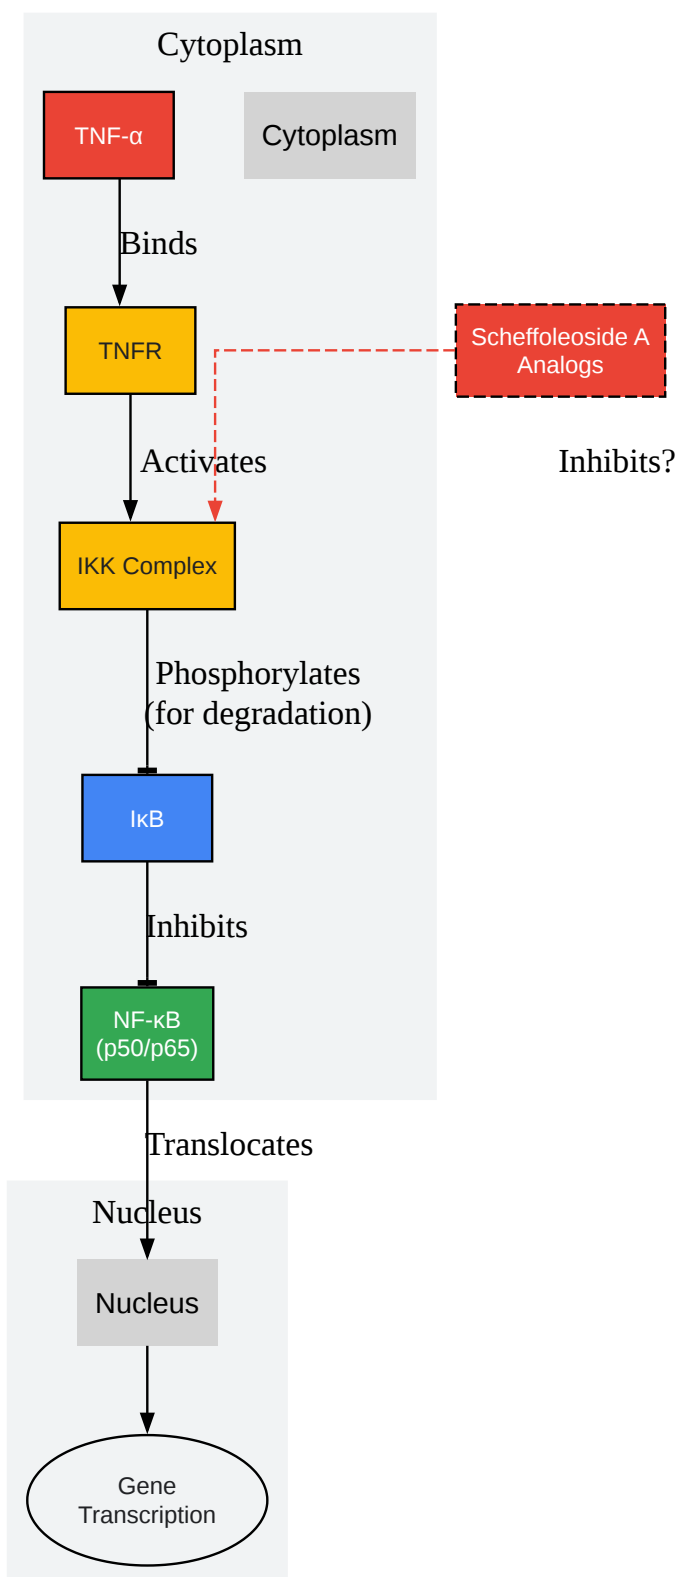 Cytoplasm
TNF-α
Cytoplasm
Binds
TNFR
Scheffoleoside A
Analogs
Activates
Inhibits?
IKK Complex
Phosphorylates
(for degradation)
IκB
Inhibits
NF-κB
(p50/p65)
Translocates
Nucleus
Nucleus
Gene
Transcription